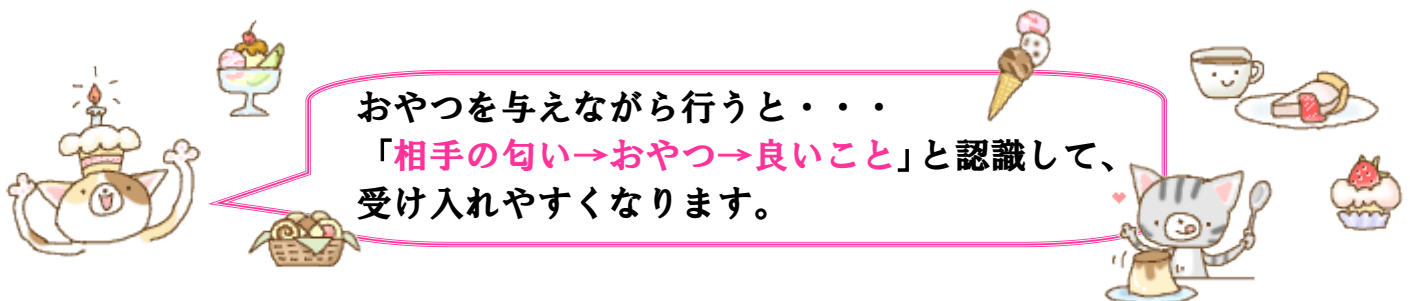 おやつを与えながら行うと・・・
「相手の匂い→おやつ→良いこと」と認識して、
受け入れやすくなります。